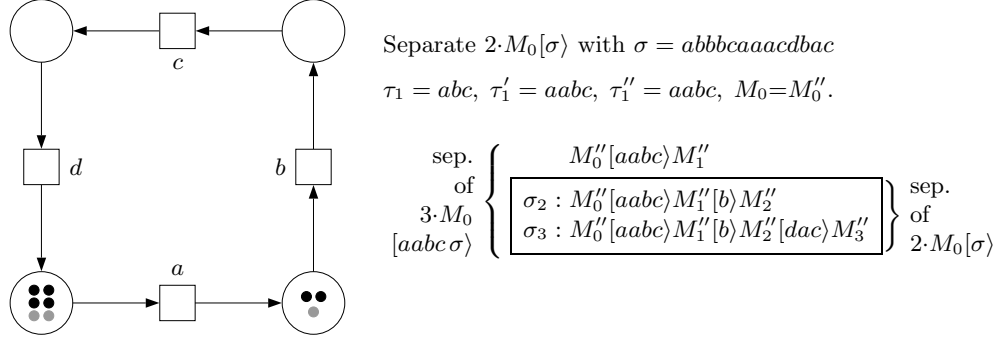 c
Separate 2·M₀[σ⟩ with σ = abbbcaaacdbac
τ₁ = abc, τ₁′ = aabc, τ₁″ = aabc, M₀=M₀″.
d
b
sep.
of
3·M₀
[aabc σ⟩
M₀″[aabc⟩M₁″
σ₂ : M₀″[aabc⟩M₁″[b⟩M₂″
σ₃ : M₀″[aabc⟩M₁″[b⟩M₂″[dac⟩M₃″
sep.
of
2·M₀[σ⟩
a